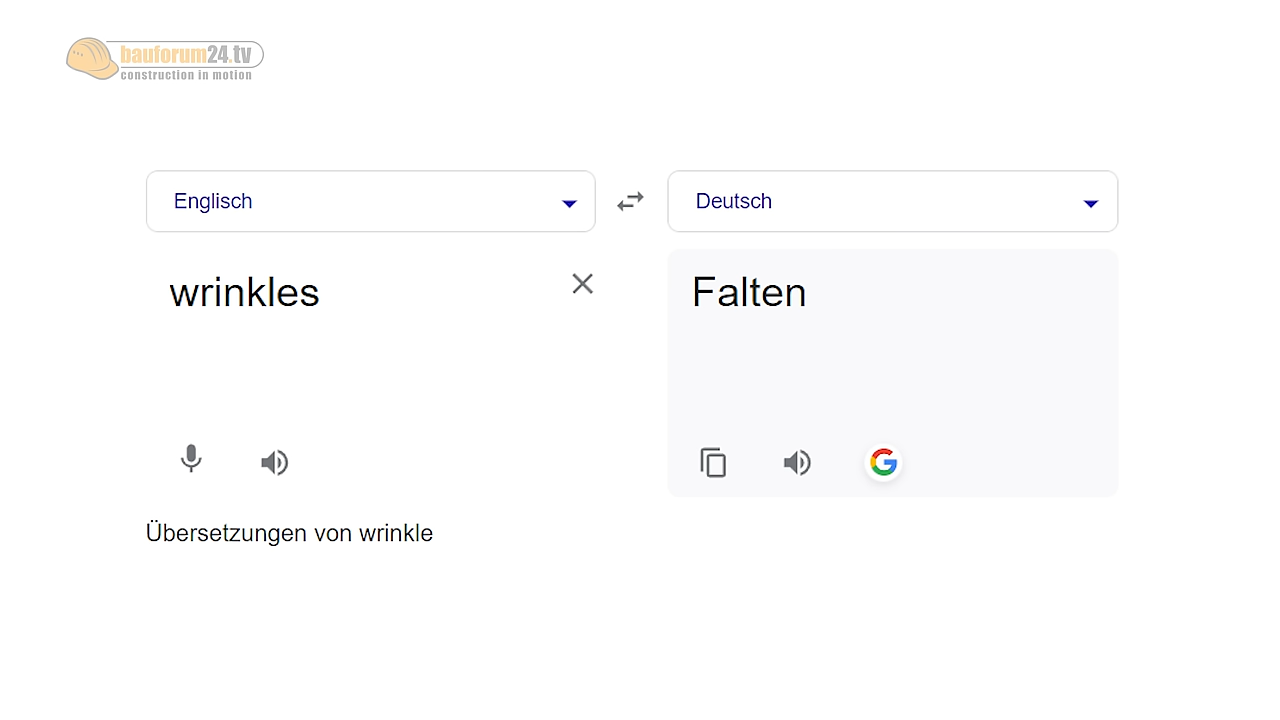 bauforum24.tv
construction in motion
Englisch
Deutsch
wrinkles
Falten
Übersetzungen von wrinkle